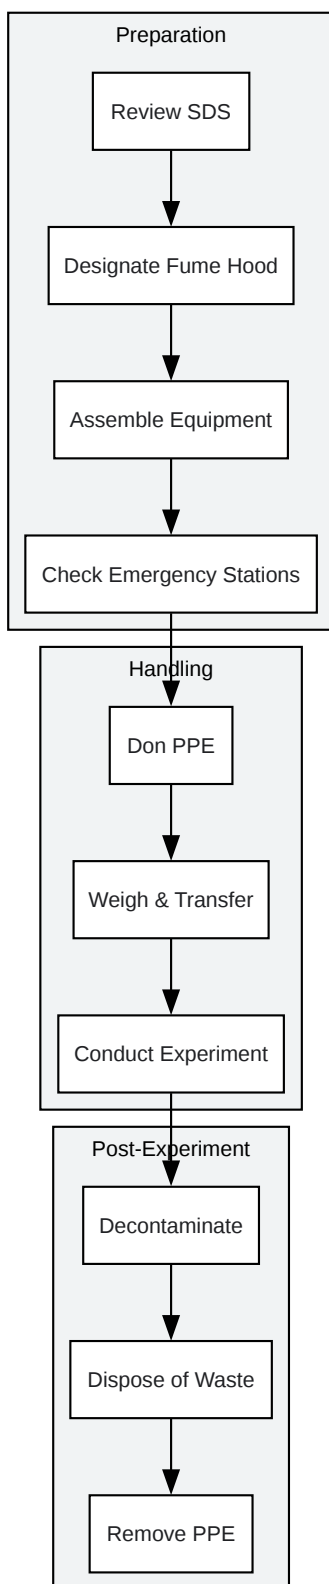 Preparation
Review SDS
Designate Fume Hood
Assemble Equipment
Check Emergency Stations
Handling
Don PPE
Weigh & Transfer
Conduct Experiment
Post-Experiment
Decontaminate
Dispose of Waste
Remove PPE